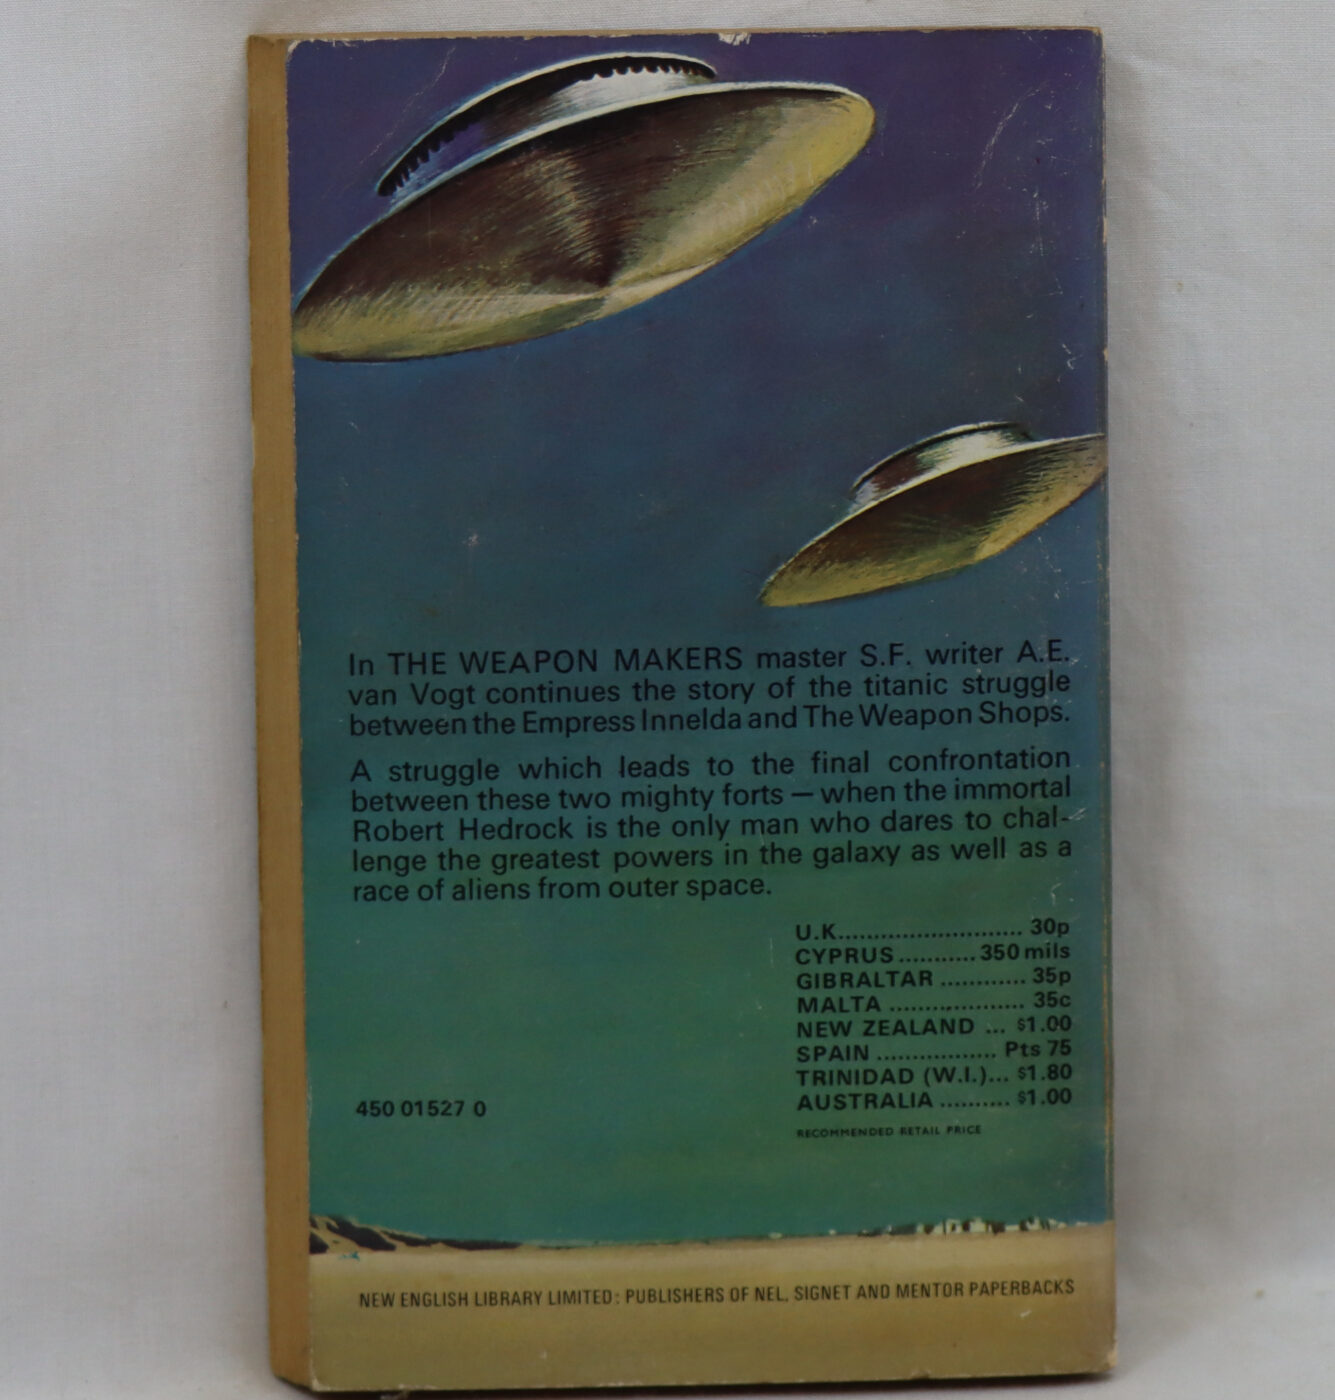 In THE WEAPON MAKERS master S.F. writer A.E.
van Vogt continues the story of the titanic struggle
between the Empress Innelda and The Weapon Shops.
A struggle which leads to the final confrontation
between these two mighty forts — when the immortal
Robert Hedrock is the only man who dares to chal-
lenge the greatest powers in the galaxy as well as a
race of aliens from outer space.
U.K.......................... 30p
CYPRUS ........... 350 mils
GIBRALTAR ............ 35p
MALTA ................... 35c
NEW ZEALAND ... $1.00
SPAIN ................. Pts 75
TRINIDAD (W.I.)... $1.80
AUSTRALIA .......... $1.00
RECOMMENDED RETAIL PRICE
450 01527 0
NEW ENGLISH LIBRARY LIMITED: PUBLISHERS OF NEL, SIGNET AND MENTOR PAPERBACKS